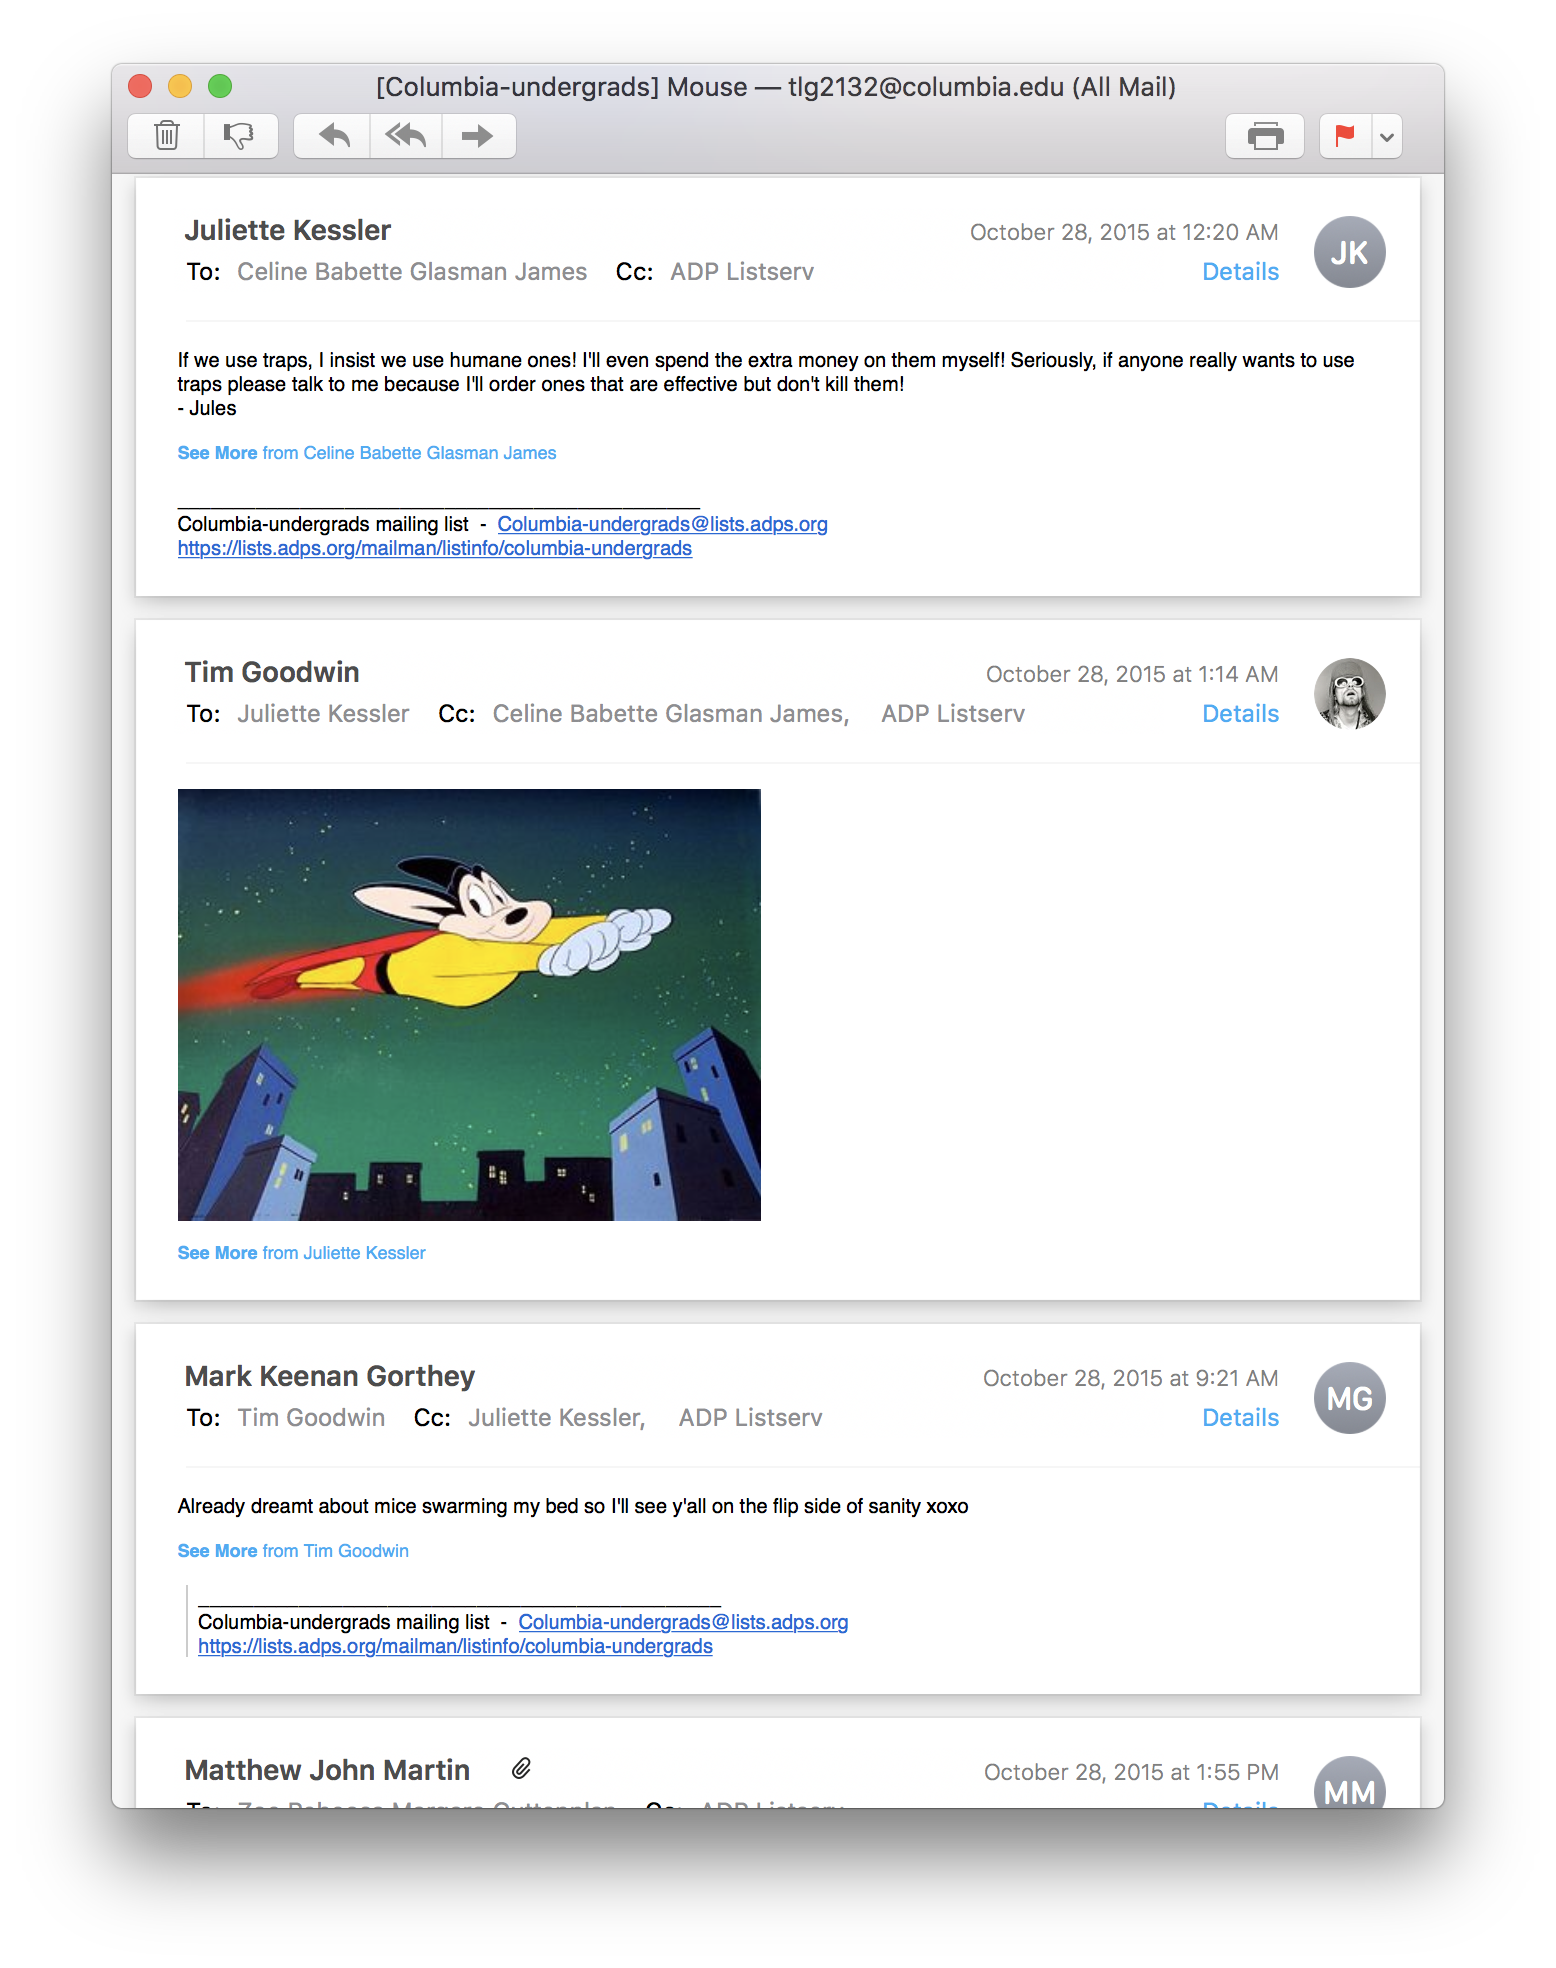 [Columbia-undergrads] Mouse — tlg2132@columbia.edu (All Mail)
Juliette Kessler
October 28, 2015 at 12:20 AM
JK
To: Celine Babette Glasman James Cc: ADP Listserv
Details
If we use traps, I insist we use humane ones! I'll even spend the extra money on them myself! Seriously, if anyone really wants to use
traps please talk to me because I'll order ones that are effective but don't kill them!
- Jules
See More from Celine Babette Glasman James
_______________________________________________
Columbia-undergrads mailing list - Columbia-undergrads@lists.adps.org
https://lists.adps.org/mailman/listinfo/columbia-undergrads
Tim Goodwin
October 28, 2015 at 1:14 AM
To: Juliette Kessler Cc: Celine Babette Glasman James, ADP Listserv
Details
See More from Juliette Kessler
Mark Keenan Gorthey
October 28, 2015 at 9:21 AM
MG
To: Tim Goodwin Cc: Juliette Kessler, ADP Listserv
Details
Already dreamt about mice swarming my bed so I'll see y'all on the flip side of sanity xoxo
See More from Tim Goodwin
_______________________________________________
Columbia-undergrads mailing list - Columbia-undergrads@lists.adps.org
https://lists.adps.org/mailman/listinfo/columbia-undergrads
Matthew John Martin
October 28, 2015 at 1:55 PM
MM
To: Cc: ADP Listserv
Details